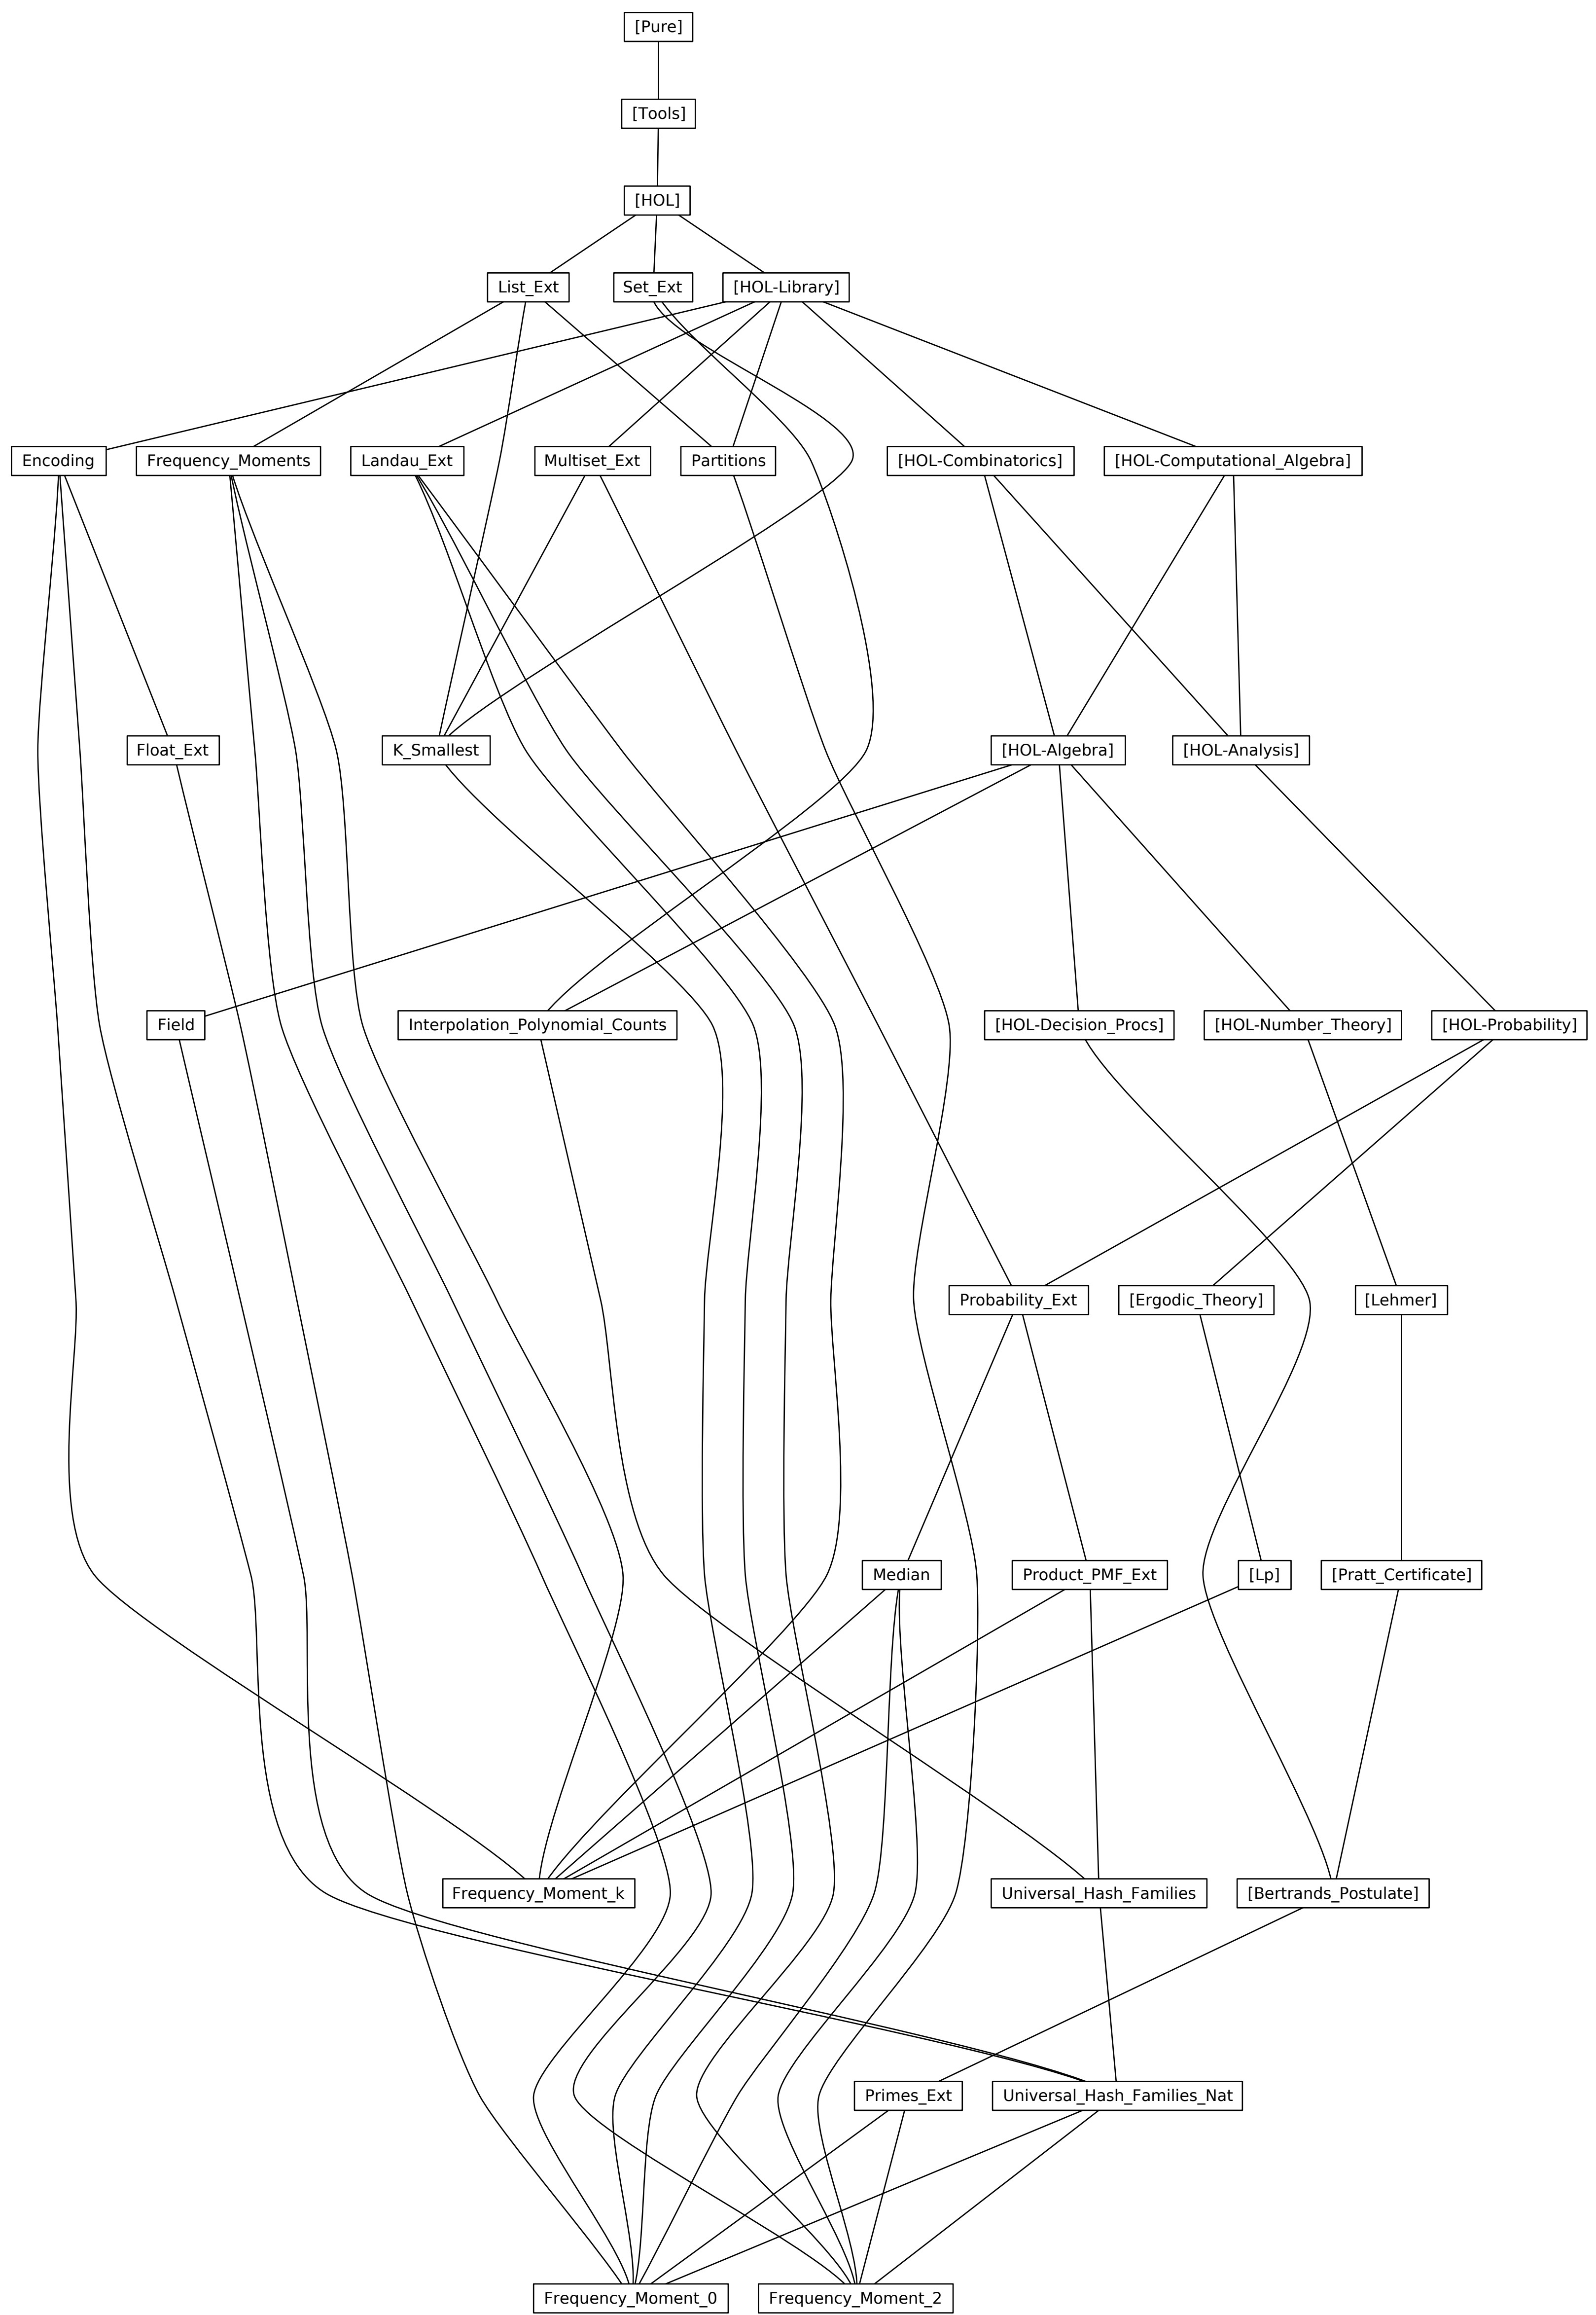 [Pure]
[Tools]
[HOL]
List_Ext
Set_Ext
[HOL-Library]
Encoding
Frequency_Moments
Landau_Ext
Multiset_Ext
Partitions
[HOL-Combinatorics]
[HOL-Computational_Algebra]
Float_Ext
K_Smallest
[HOL-Algebra]
[HOL-Analysis]
Field
Interpolation_Polynomial_Counts
[HOL-Decision_Procs]
[HOL-Number_Theory]
[HOL-Probability]
Probability_Ext
[Ergodic_Theory]
[Lehmer]
Median
Product_PMF_Ext
[Lp]
[Pratt_Certificate]
Frequency_Moment_k
Universal_Hash_Families
[Bertrands_Postulate]
Primes_Ext
Universal_Hash_Families_Nat
Frequency_Moment_0
Frequency_Moment_2